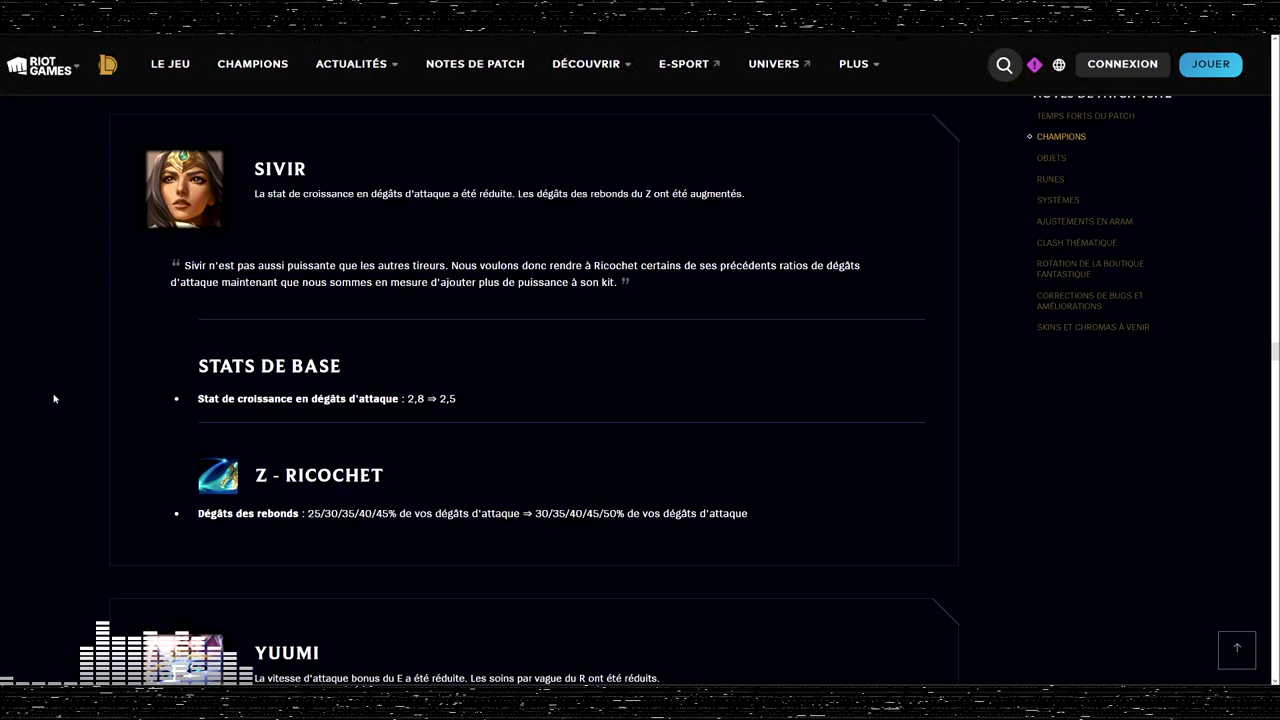 RIOT GAMES
LE JEU
CHAMPIONS
ACTUALITÉS
NOTES DE PATCH
DÉCOUVRIR
E-SPORT
UNIVERS
PLUS
CONNEXION
JOUER
SIVIR
La stat de croissance en dégâts d'attaque a été réduite. Les dégâts des rebonds du Z ont été augmentés.
“ Sivir n'est pas aussi puissante que les autres tireurs. Nous voulons donc rendre à Ricochet certains de ses précédents ratios de dégâts
d'attaque maintenant que nous sommes en mesure d'ajouter plus de puissance à son kit. ”
STATS DE BASE
• Stat de croissance en dégâts d'attaque : 2,8 ⇒ 2,5
Z - RICOCHET
• Dégâts des rebonds : 25/30/35/40/45% de vos dégâts d'attaque ⇒ 30/35/40/45/50% de vos dégâts d'attaque
YUUMI
La vitesse d'attaque bonus du E a été réduite. Les soins par vague du R ont été réduits.
TEMPS FORTS DU PATCH
CHAMPIONS
OBJETS
RUNES
SYSTÈMES
AJUSTEMENTS EN ARAM
CLASH THÉMATIQUE
ROTATION DE LA BOUTIQUE
FANTASTIQUE
CORRECTIONS DE BUGS ET
AMÉLIORATIONS
SKINS ET CHROMAS À VENIR